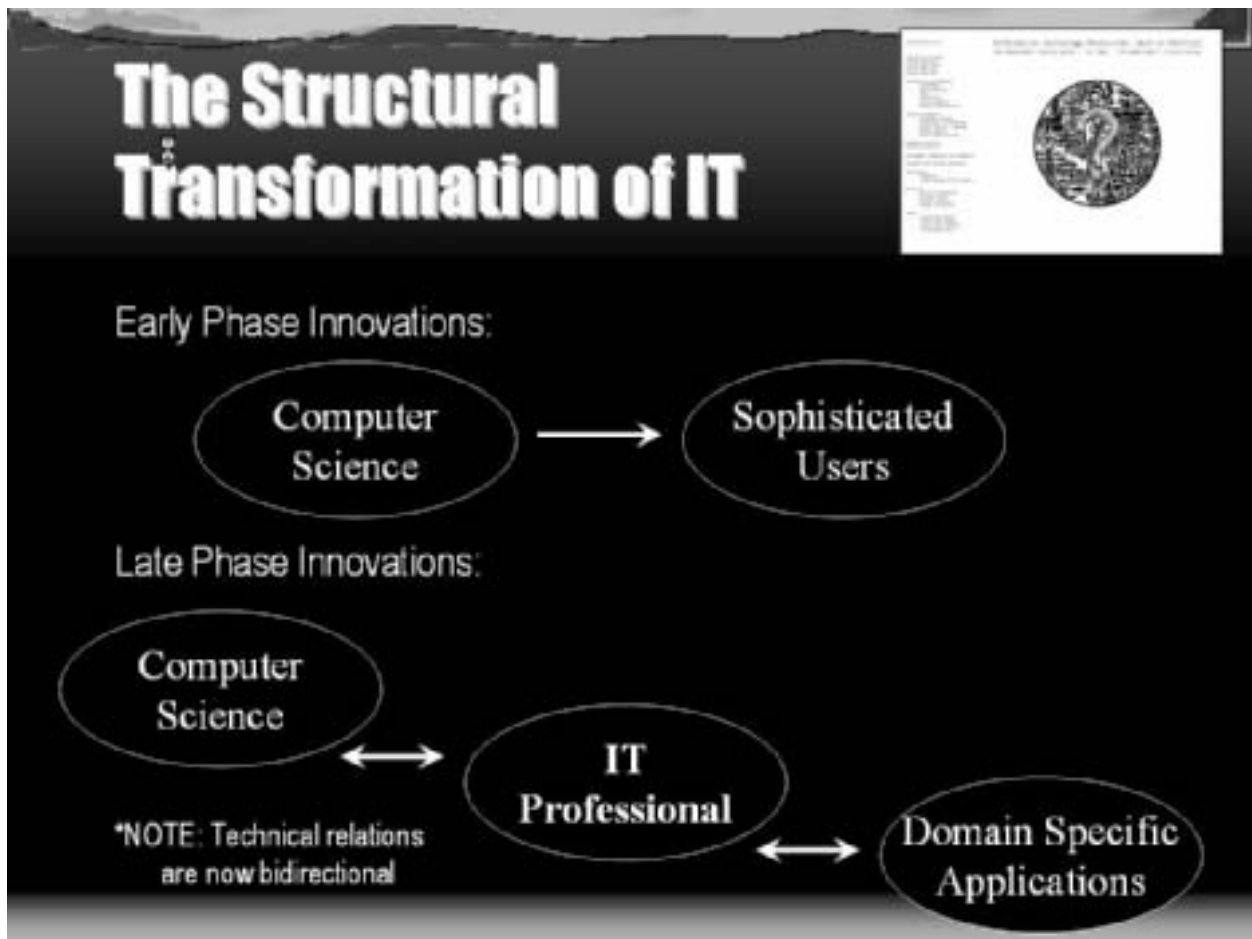 The Structural
Transformation of IT
Early Phase Innovations:
Computer
Science
Sophisticated
Users
Late Phase Innovations:
Computer
Science
IT
Professional
*NOTE: Technical relations
are now bidirectional
Domain Specific
Applications